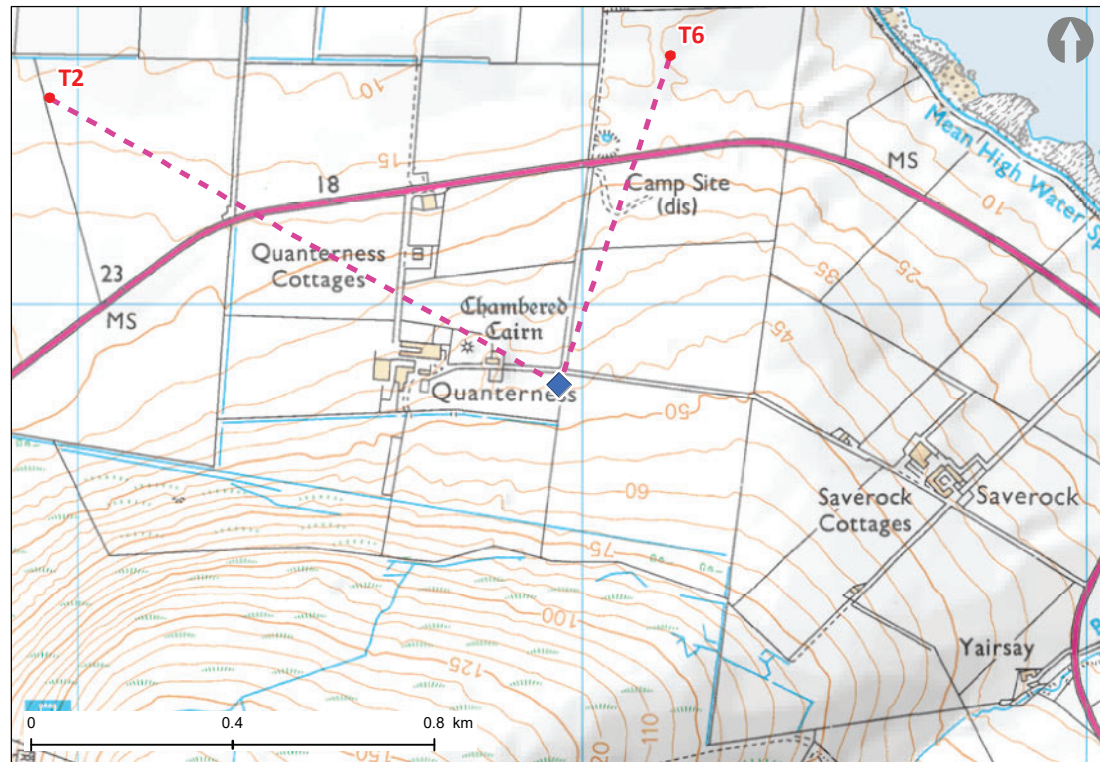 T6
T2
10
15
MS
Mean High Water Sp
18
Camp Site
(dis)
10
Quanterness
Cottages
23
35
25
MS
Chambered
Cairn
45
Quanterness
50
60
Saverock
Cottages
Saverock
75
100
Yairsay
125
110
0
0.4
0.8 km